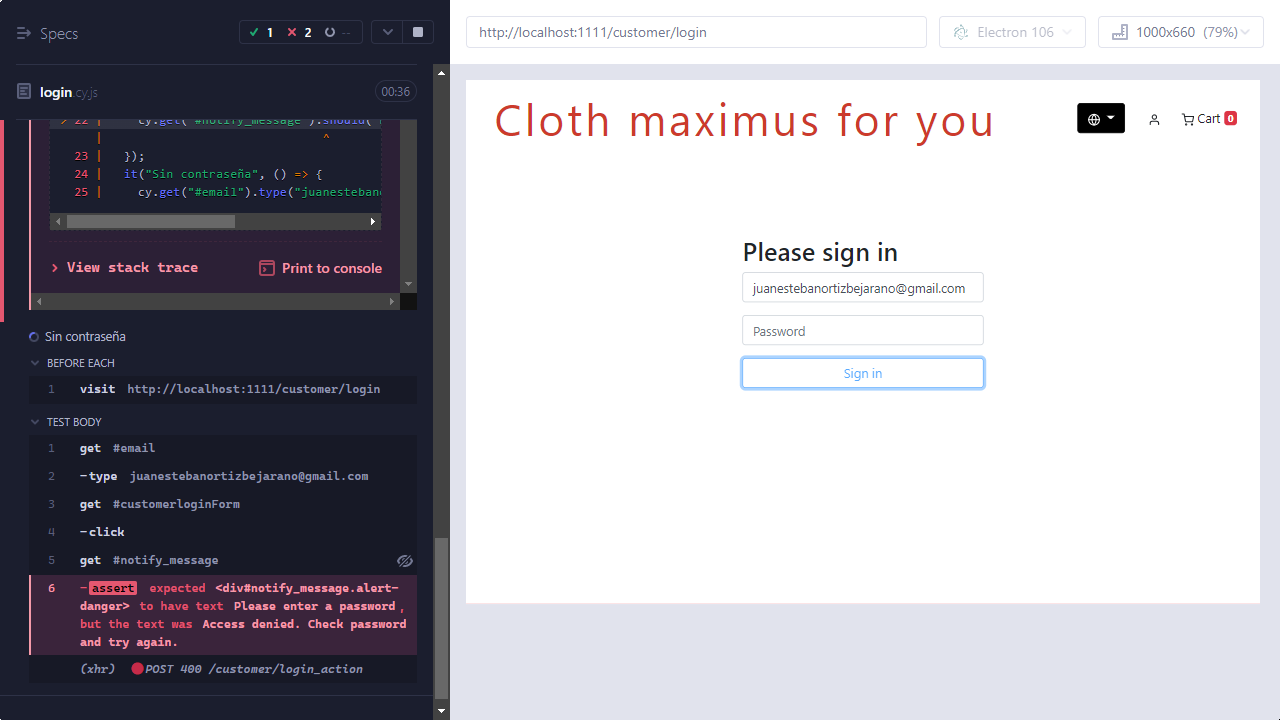 Specs
1
2
--
login.cy.js
00:36
22 | cy.get("#notify_message").should("
| ^
23 | });
24 | it("Sin contraseña", () => {
25 | cy.get("#email").type("juanesteban
View stack trace
Print to console
Sin contraseña
BEFORE EACH
1 visit http://localhost:1111/customer/login
TEST BODY
1 get #email
2 -type juanestebanortizbejarano@gmail.com
3 get #customerloginForm
4 -click
5 get #notify_message
6 -assert expected <div#notify_message.alert-
danger> to have text Please enter a password,
but the text was Access denied. Check password
and try again.
(xhr) POST 400 /customer/login_action
http://localhost:1111/customer/login
Electron 106
1000x660 (79%)
Cloth maximus for you
Cart 0
Please sign in
juanestebanortizbejarano@gmail.com
Password
Sign in